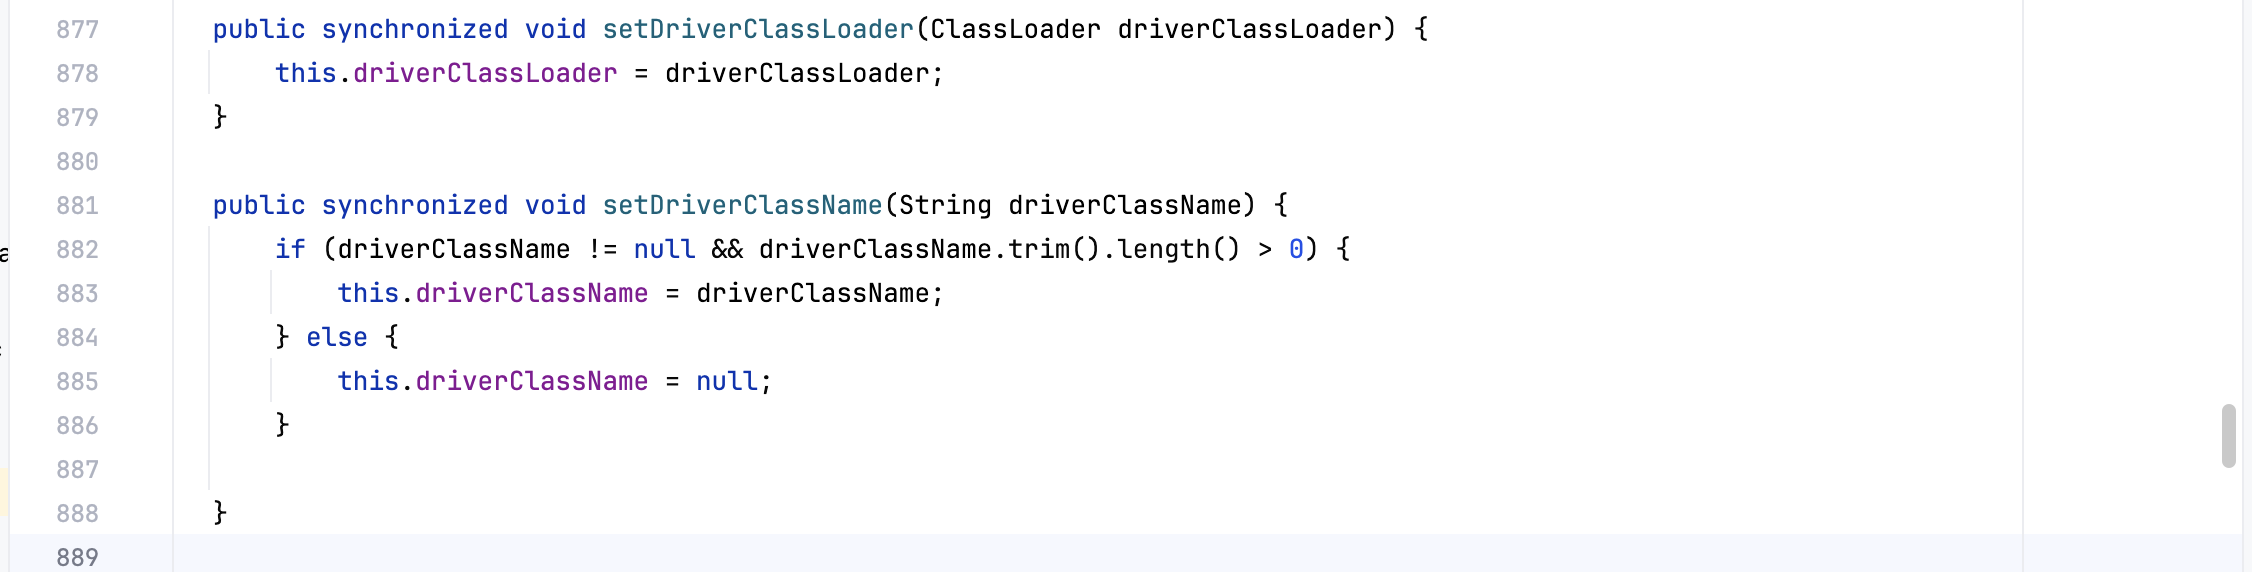 877 public synchronized void setDriverClassLoader(ClassLoader driverClassLoader) {
878     this.driverClassLoader = driverClassLoader;
879 }
880
881 public synchronized void setDriverClassName(String driverClassName) {
882     if (driverClassName != null && driverClassName.trim().length() > 0) {
883         this.driverClassName = driverClassName;
884     } else {
885         this.driverClassName = null;
886     }
887
888 }
889